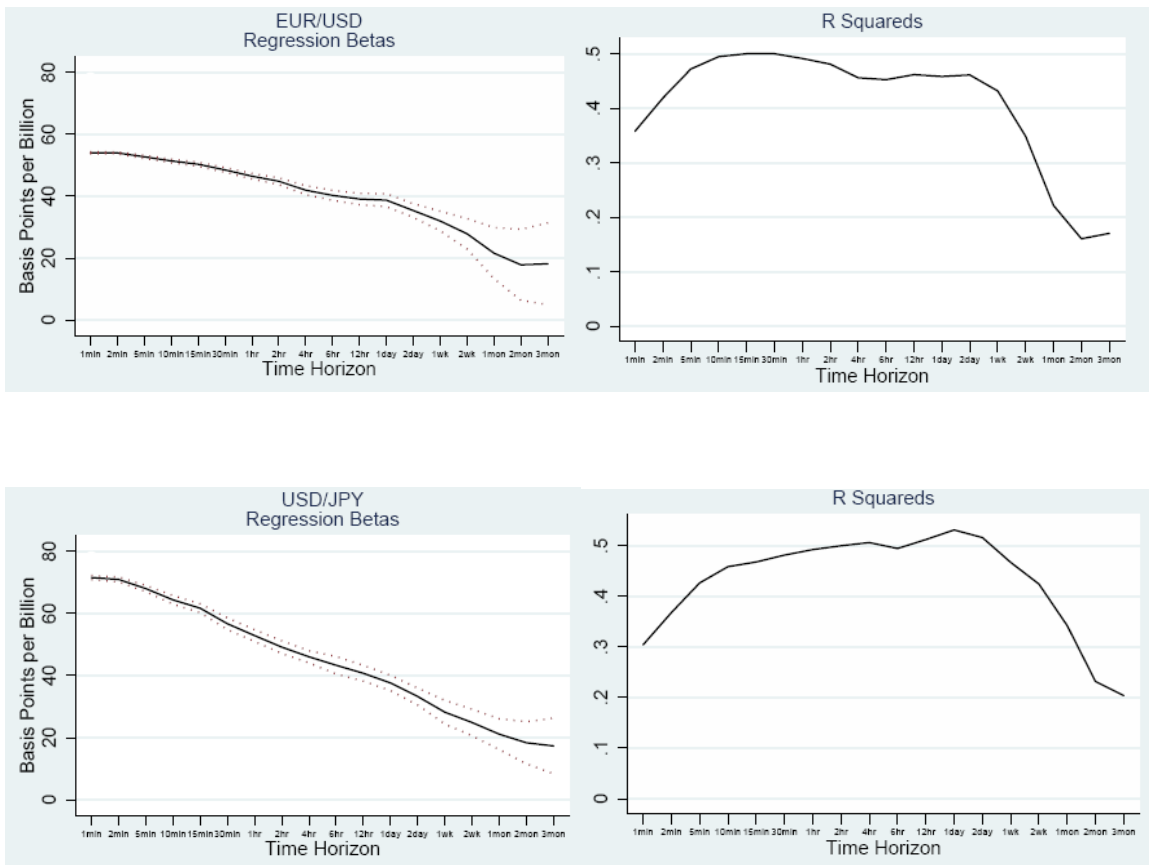 EUR/USD
Regression Betas
Basis Points per Billion
80
60
40
20
0
1min 2min 5min 10min 15min 30min 1hr 2hr 4hr 6hr 12hr 1day 2day 1wk 2wk 1mon 2mon 3mon
Time Horizon
R Squareds
.5
.4
.3
.2
.1
0
1min 2min 5min 10min 15min 30min 1hr 2hr 4hr 6hr 12hr 1day 2day 1wk 2wk 1mon 2mon 3mon
Time Horizon
USD/JPY
Regression Betas
Basis Points per Billion
80
60
40
20
0
1min 2min 5min 10min 15min 30min 1hr 2hr 4hr 6hr 12hr 1day 2day 1wk 2wk 1mon 2mon 3mon
Time Horizon
R Squareds
.5
.4
.3
.2
.1
0
1min 2min 5min 10min 15min 30min 1hr 2hr 4hr 6hr 12hr 1day 2day 1wk 2wk 1mon 2mon 3mon
Time Horizon